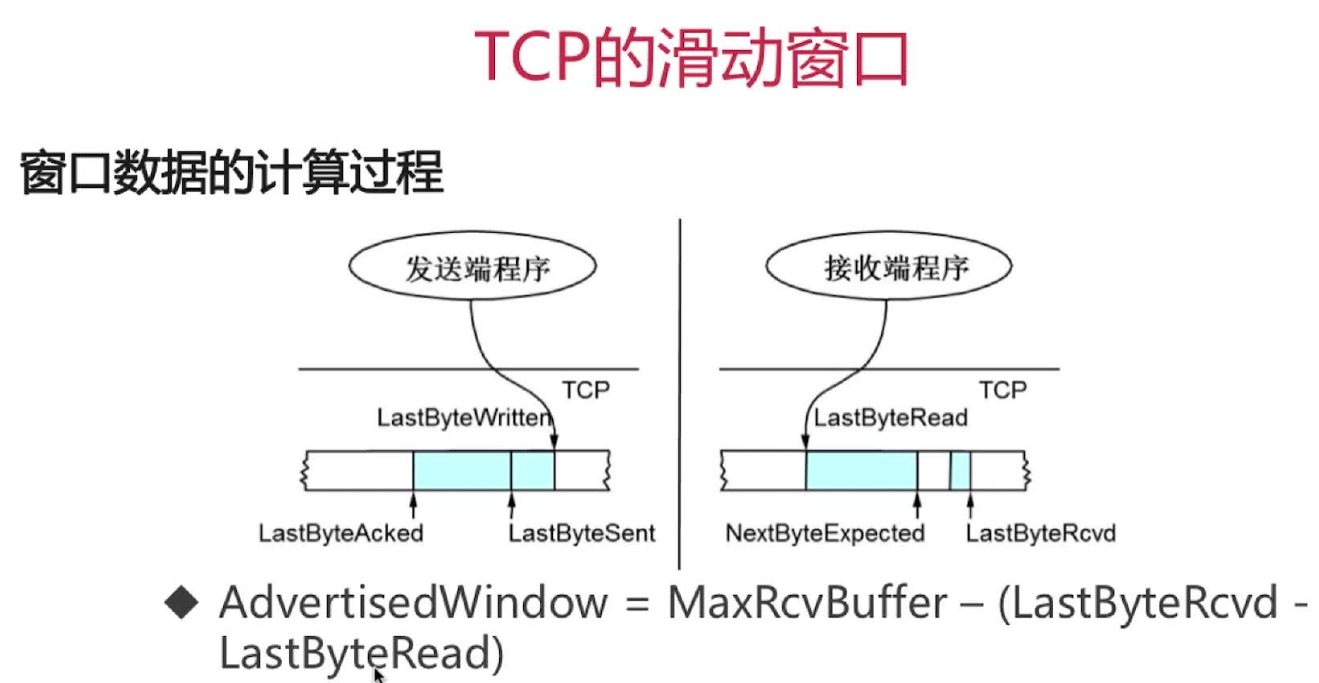 TCP的滑动窗口
窗口数据的计算过程
发送端程序
接收端程序
TCP
TCP
LastByteWritten
LastByteRead
LastByteAcked
LastByteSent
NextByteExpected
LastByteRcvd
◆ AdvertisedWindow = MaxRcvBuffer – (LastByteRcvd -
LastByteRead)